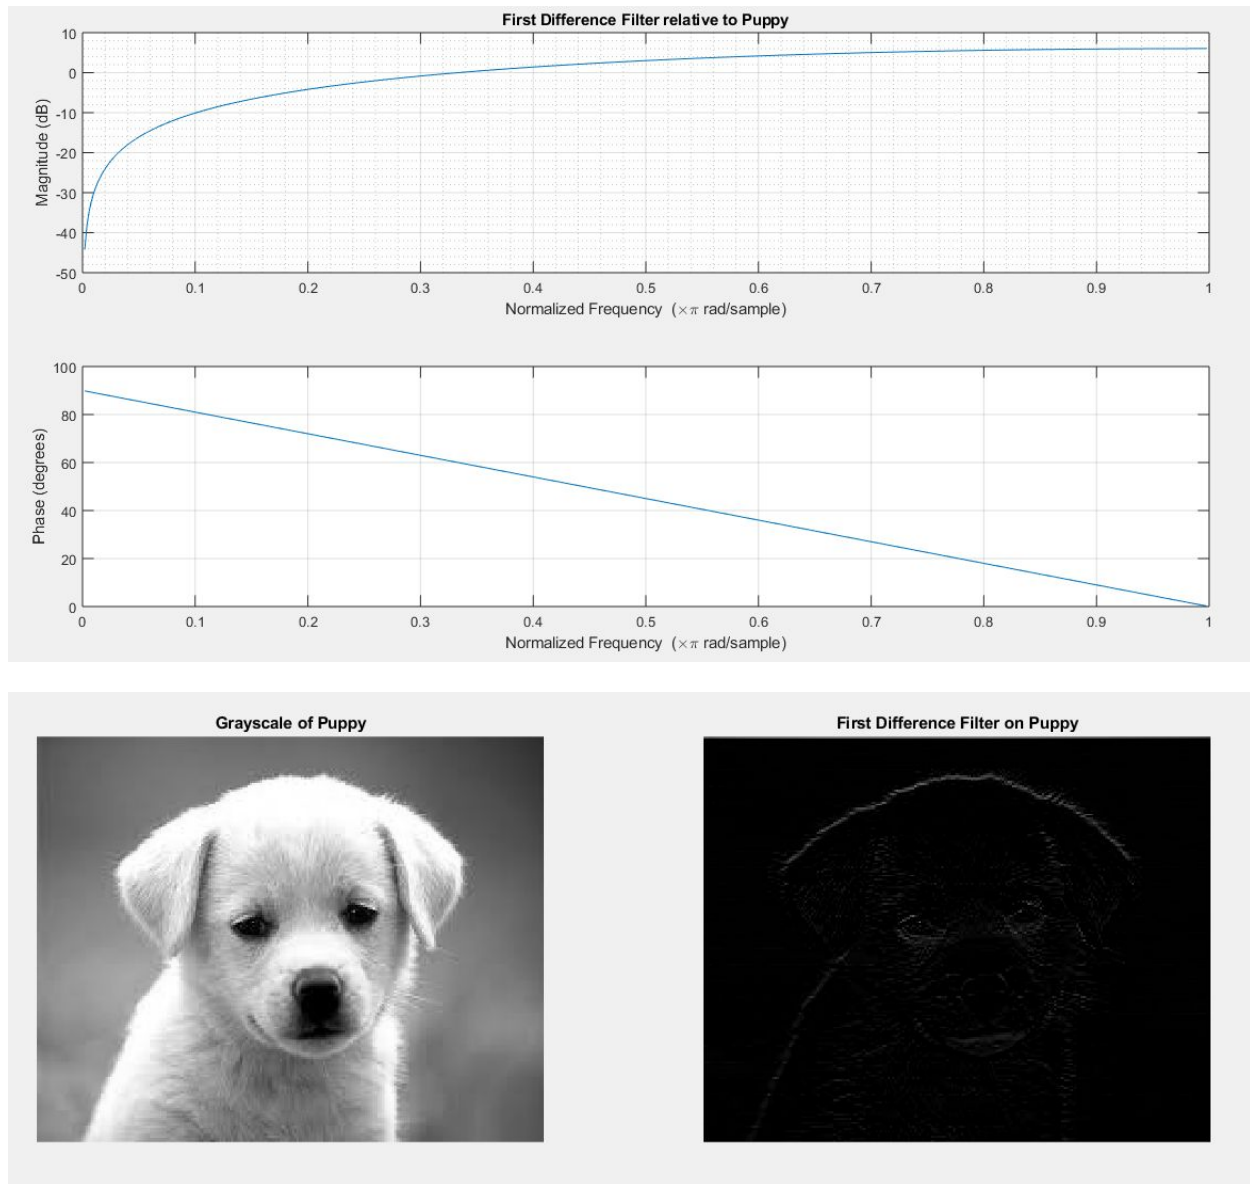 First Difference Filter relative to Puppy
10
0
-10
-20
-30
-40
-50
Magnitude (dB)
0 0.1 0.2 0.3 0.4 0.5 0.6 0.7 0.8 0.9 1
Normalized Frequency (×π rad/sample)
100
80
60
40
20
0
Phase (degrees)
0 0.1 0.2 0.3 0.4 0.5 0.6 0.7 0.8 0.9 1
Normalized Frequency (×π rad/sample)
Grayscale of Puppy
First Difference Filter on Puppy